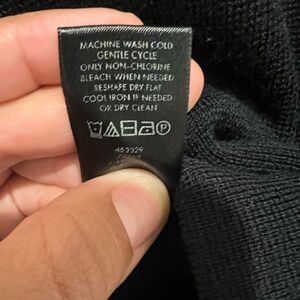 MACHINE WASH COLD
GENTLE CYCLE
ONLY NON-CHLORINE
BLEACH WHEN NEEDED
RESHAPE DRY FLAT
COOL IRON IF NEEDED
OR DRY CLEAN
453329